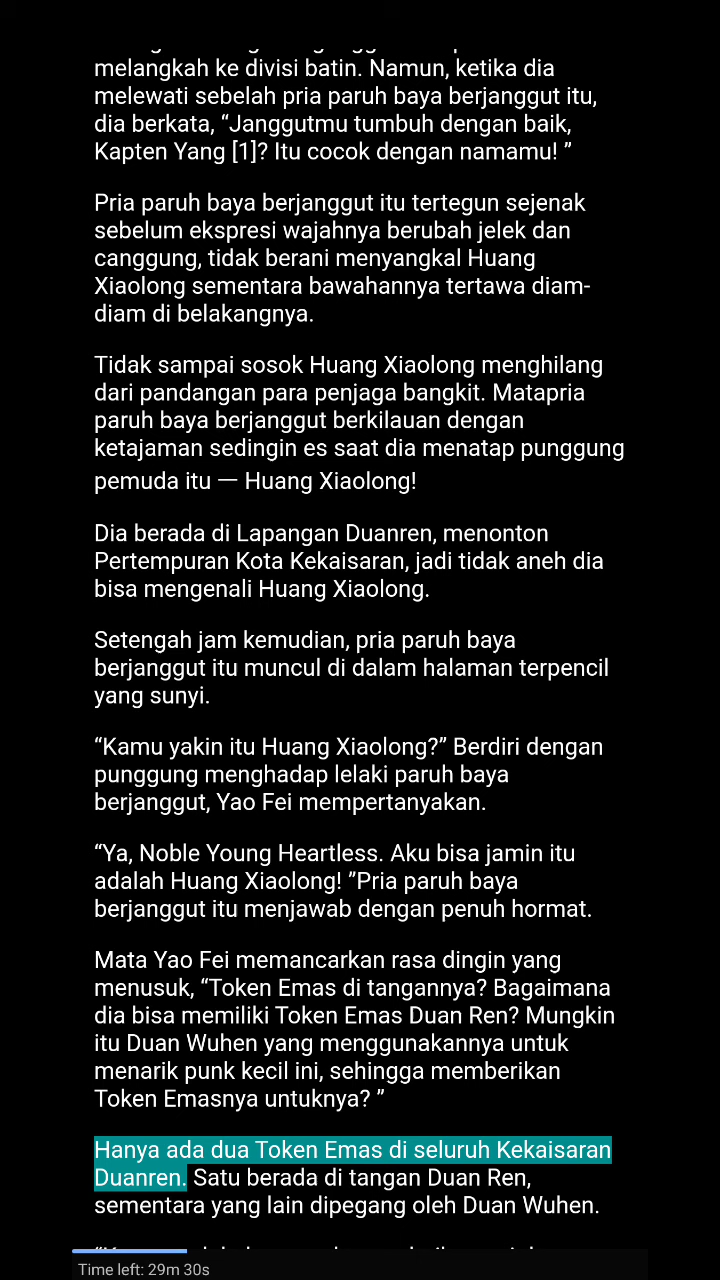 melangkah ke divisi batin. Namun, ketika dia
melewati sebelah pria paruh baya berjanggut itu,
dia berkata, “Janggutmu tumbuh dengan baik,
Kapten Yang [1]? Itu cocok dengan namamu! ”
Pria paruh baya berjanggut itu tertegun sejenak
sebelum ekspresi wajahnya berubah jelek dan
canggung, tidak berani menyangkal Huang
Xiaolong sementara bawahannya tertawa diam-
diam di belakangnya.
Tidak sampai sosok Huang Xiaolong menghilang
dari pandangan para penjaga bangkit. Matapria
paruh baya berjanggut berkilauan dengan
ketajaman sedingin es saat dia menatap punggung
pemuda itu — Huang Xiaolong!
Dia berada di Lapangan Duanren, menonton
Pertempuran Kota Kekaisaran, jadi tidak aneh dia
bisa mengenali Huang Xiaolong.
Setengah jam kemudian, pria paruh baya
berjanggut itu muncul di dalam halaman terpencil
yang sunyi.
“Kamu yakin itu Huang Xiaolong?” Berdiri dengan
punggung menghadap lelaki paruh baya
berjanggut, Yao Fei mempertanyakan.
“Ya, Noble Young Heartless. Aku bisa jamin itu
adalah Huang Xiaolong! ”Pria paruh baya
berjanggut itu menjawab dengan penuh hormat.
Mata Yao Fei memancarkan rasa dingin yang
menusuk, “Token Emas di tangannya? Bagaimana
dia bisa memiliki Token Emas Duan Ren? Mungkin
itu Duan Wuhen yang menggunakannya untuk
menarik punk kecil ini, sehingga memberikan
Token Emasnya untuknya? ”
Hanya ada dua Token Emas di seluruh Kekaisaran
Duanren. Satu berada di tangan Duan Ren,
sementara yang lain dipegang oleh Duan Wuhen.
Time left: 29m 30s